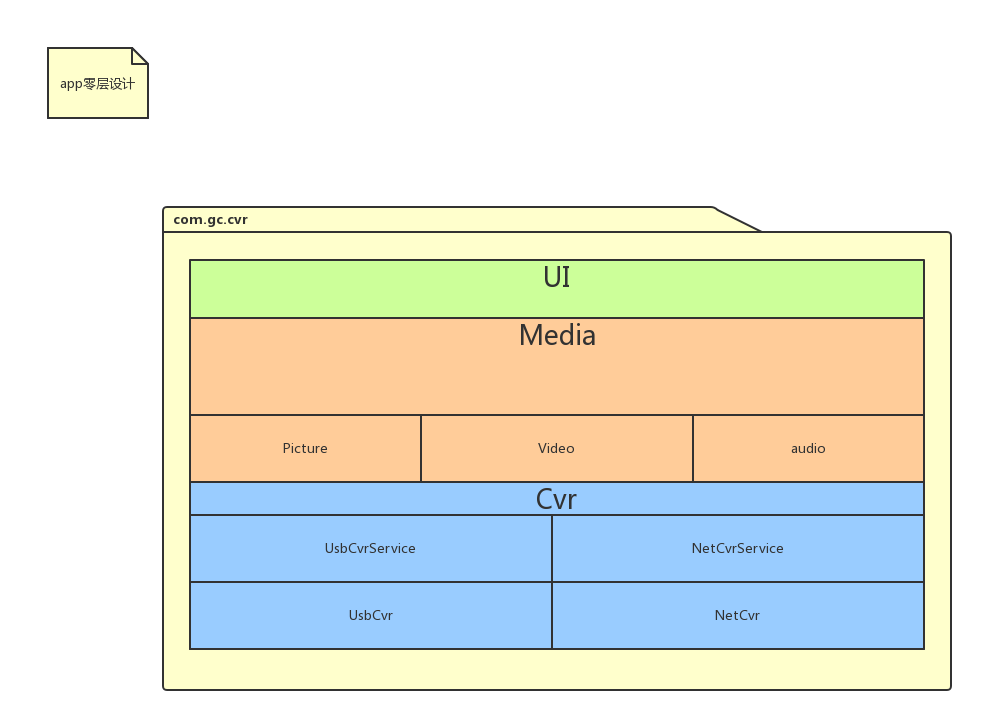 app零层设计
com.gc.cvr
UI
Media
Picture
Video
audio
Cvr
UsbCvrService
NetCvrService
UsbCvr
NetCvr